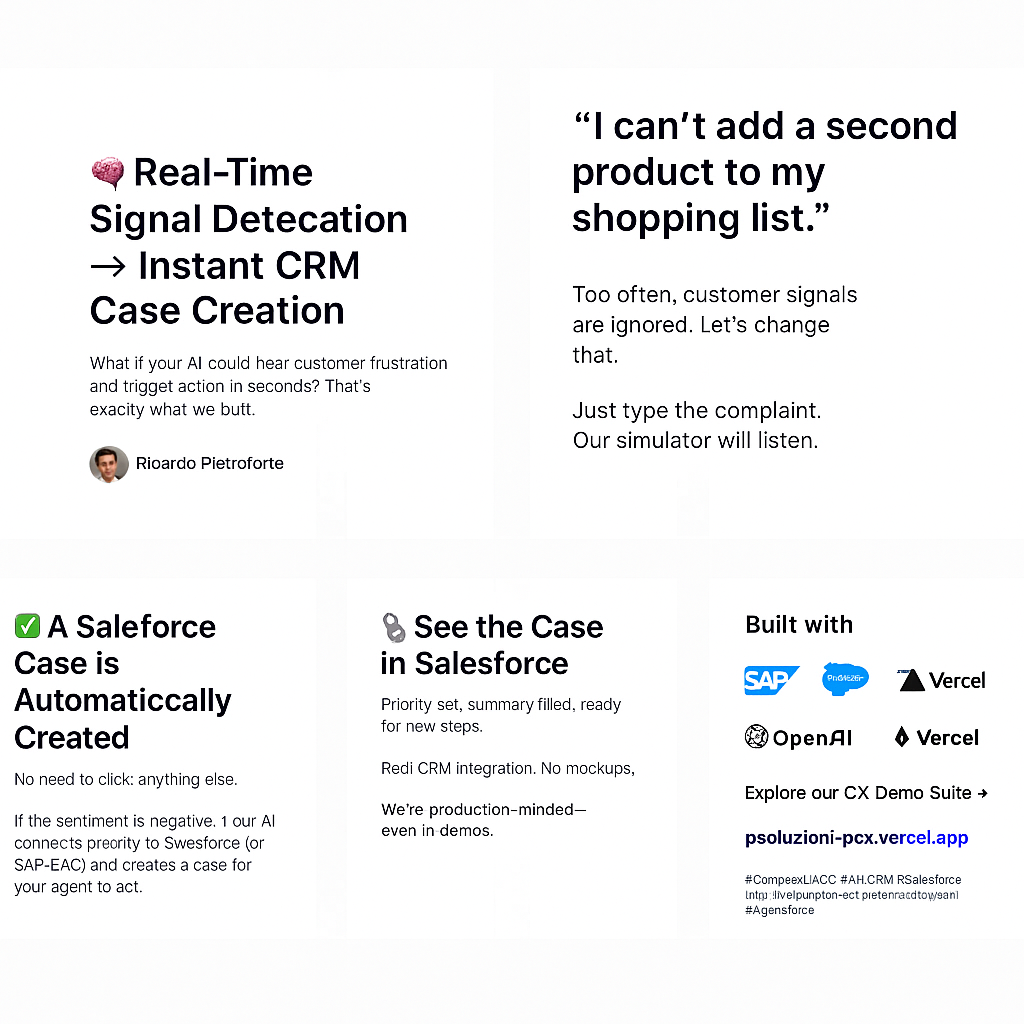 🧠 Real-Time
Signal Detecation
→ Instant CRM
Case Creation
What if your AI could hear customer frustration
and trigget action in seconds? That's
exacity what we butt.
Rioardo Pietroforte
“I can’t add a second
product to my
shopping list.”
Too often, customer signals
are ignored. Let’s change
that.
Just type the complaint.
Our simulator will listen.
✅ A Saleforce
Case is
Automaticcally
Created
No need to click: anything else.
If the sentiment is negative. 1 our AI
connects preority to Swesforce (or
SAP-EAC) and creates a case for
your agent to act.
See the Case
in Salesforce
Priority set, summary filled, ready
for new steps.
Redi CRM integration. No mockups,
We’re production-minded—
even in demos.
Built with
SAP
Vercel
OpenAI
Vercel
Explore our CX Demo Suite →
psoluzioni-pcx.vercel.app
#CompeexLIACC #AH.CRM RSalesforce
#Agensforce